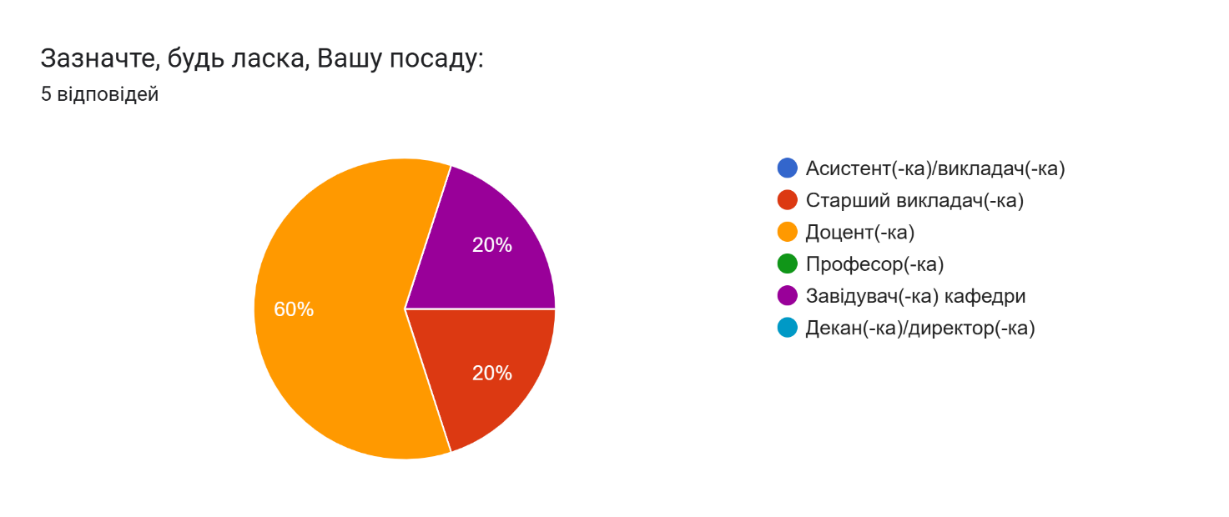 Зазначте, будь ласка, Вашу посаду:
5 відповідей
20%
60%
20%
Асистент(-ка)/викладач(-ка)
Старший викладач(-ка)
Доцент(-ка)
Професор(-ка)
Завідувач(-ка) кафедри
Декан(-ка)/директор(-ка)